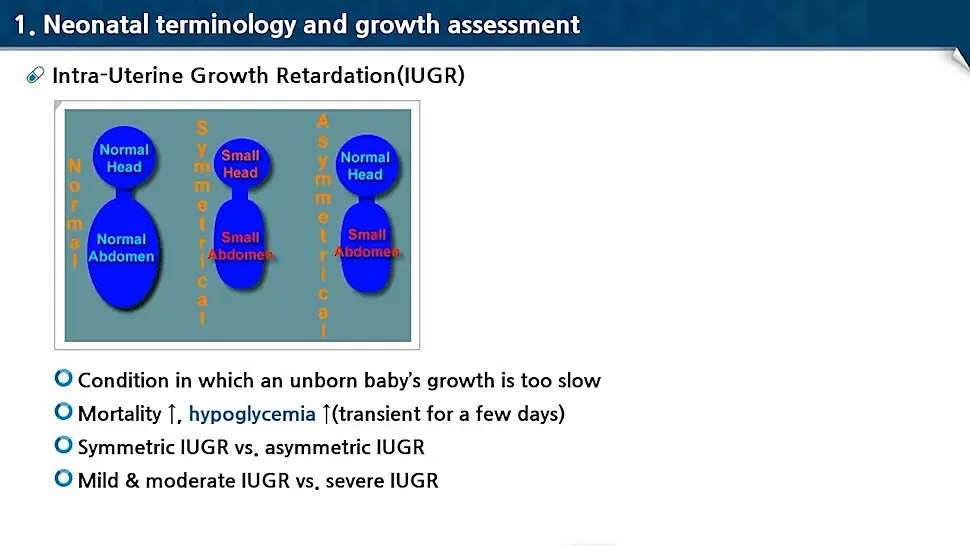 1. Neonatal terminology and growth assessment
Intra-Uterine Growth Retardation(IUGR)
Normal
Normal
Head
Normal
Abdomen
Symmetrical
Small
Head
Small
Abdomen
Asymmetrical
Normal
Head
Small
Abdomen
Condition in which an unborn baby's growth is too slow
Mortality ↑, hypoglycemia ↑(transient for a few days)
Symmetric IUGR vs. asymmetric IUGR
Mild & moderate IUGR vs. severe IUGR